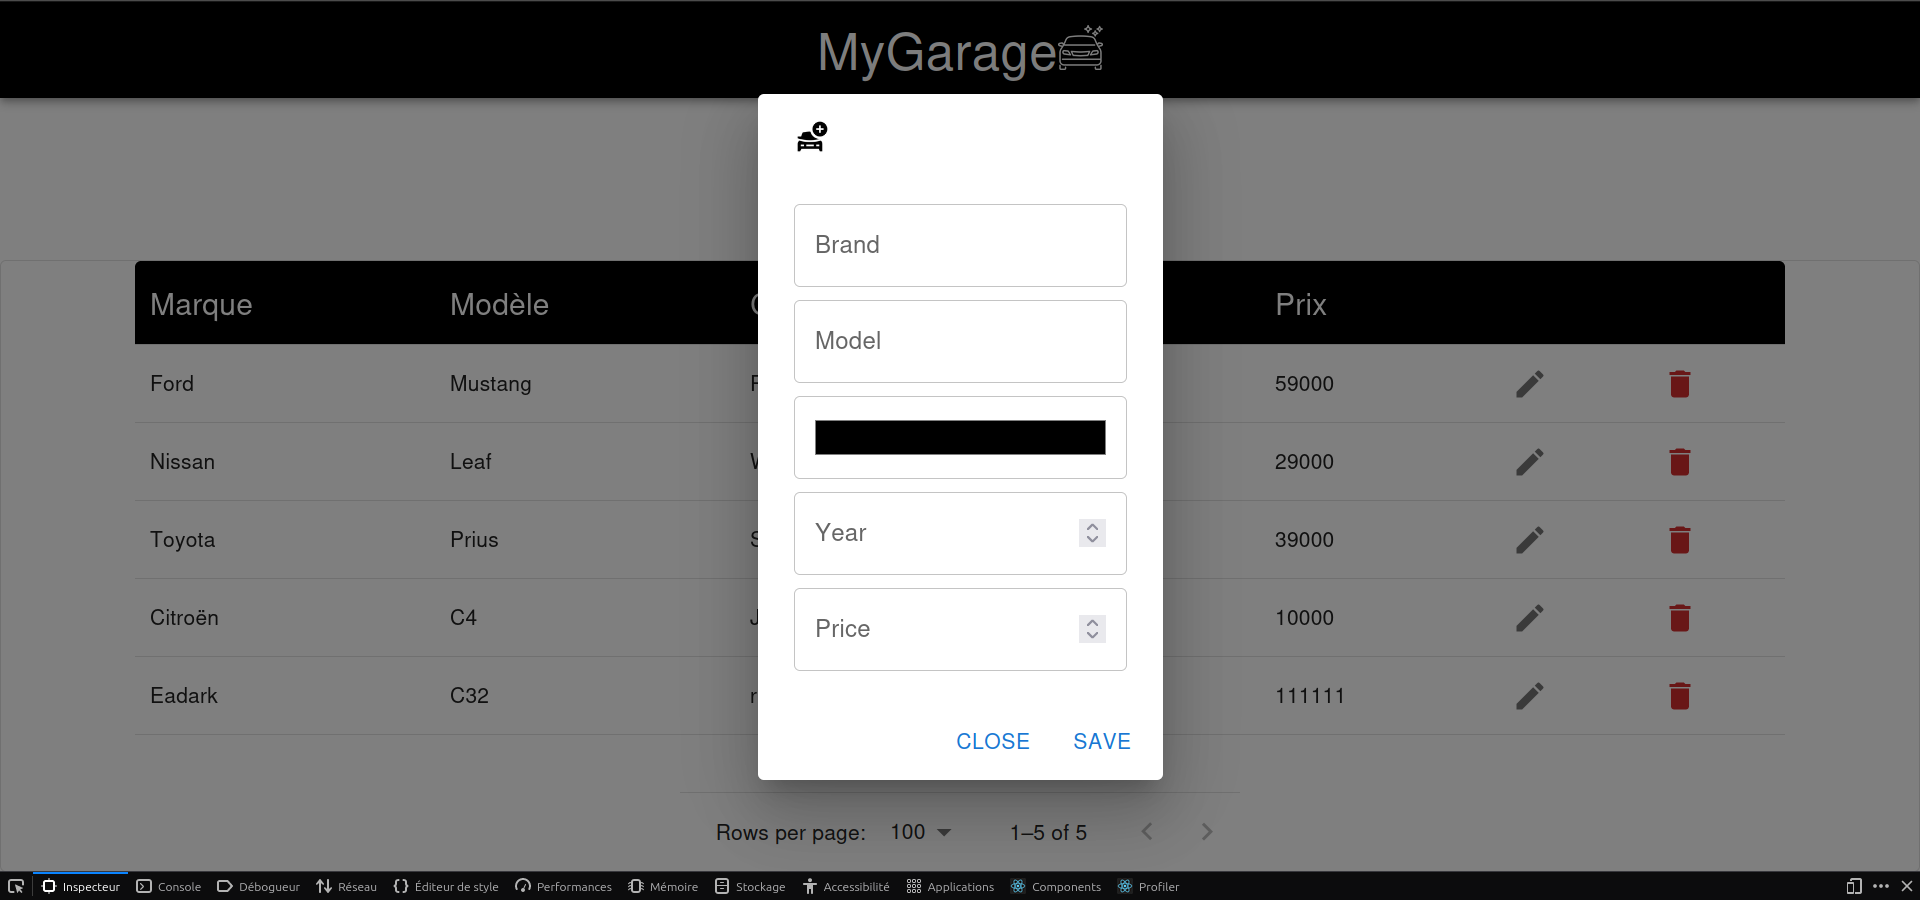 MyGarage
Brand
Marque Modèle Prix
Model
Ford Mustang 59000
Nissan Leaf 29000
Year
Toyota Prius 39000
Price
Citroën C4 10000
Eadark C32 111111
CLOSE SAVE
Rows per page: 100 1–5 of 5
Inspecteur Console Débogueur Réseau Éditeur de style Performances Mémoire Stockage Accessibilité Applications Components Profiler